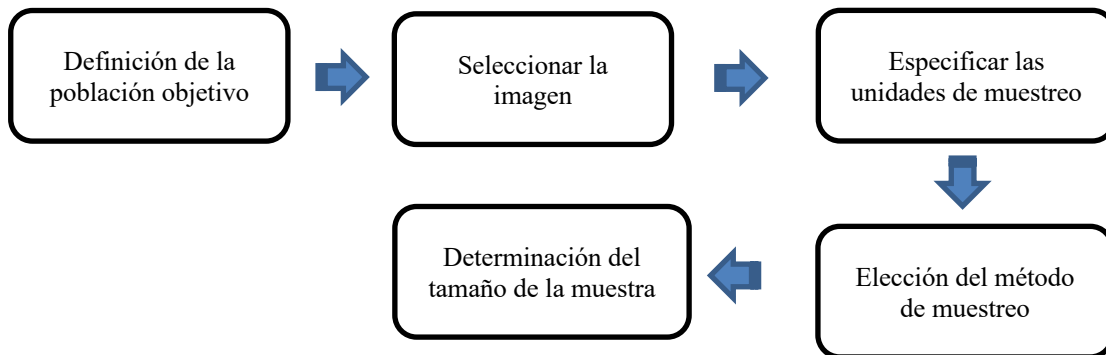 Definición de la
población objetivo
Seleccionar la
imagen
Especificar las
unidades de muestreo
Elección del método
de muestreo
Determinación del
tamaño de la muestra